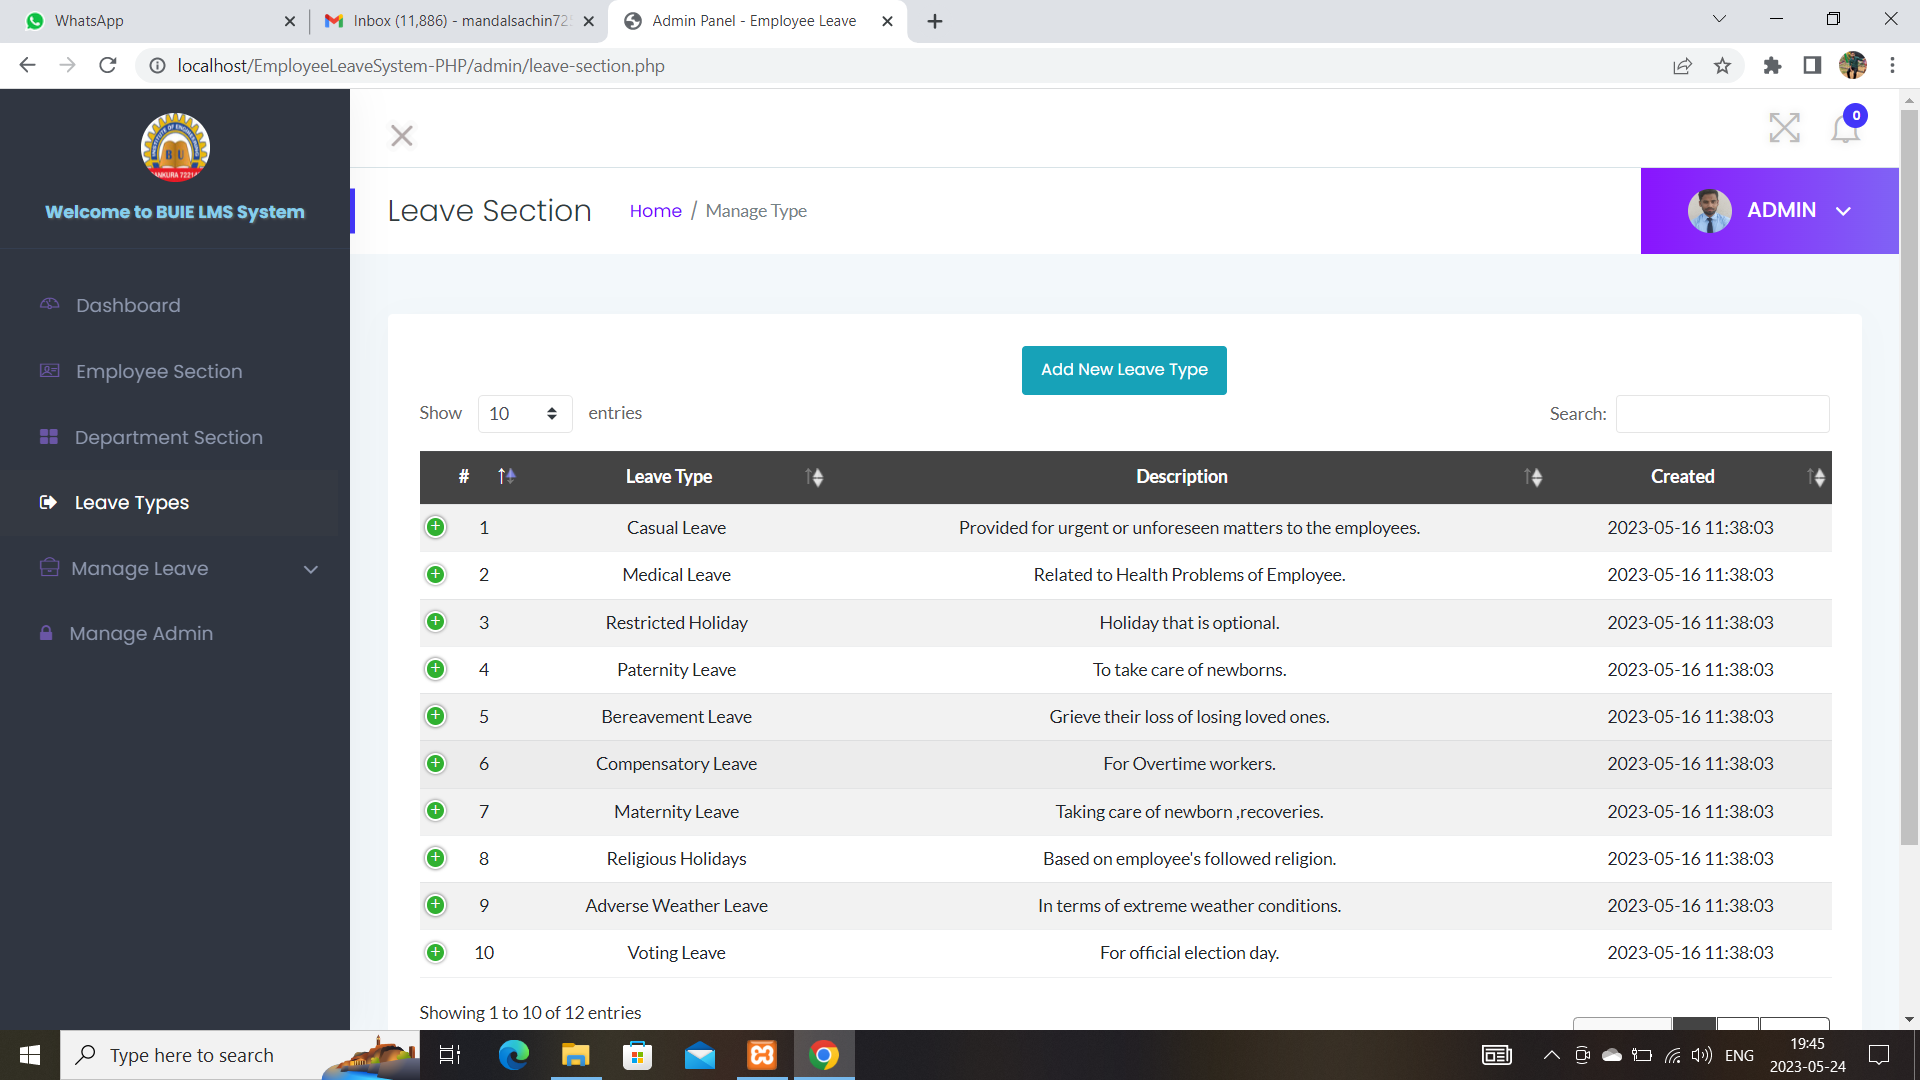 WhatsApp
Inbox (11,886) - mandalsachin72
Admin Panel - Employee Leave
localhost/EmployeeLeaveSystem-PHP/admin/leave-section.php
BU
BANKURA 7221
Welcome to BUIE LMS System
0
Leave Section
Home / Manage Type
ADMIN
Dashboard
Employee Section
Department Section
Leave Types
Manage Leave
Manage Admin
Add New Leave Type
Show 10 entries
Search:
# Leave Type Description Created
1 Casual Leave Provided for urgent or unforeseen matters to the employees. 2023-05-16 11:38:03
2 Medical Leave Related to Health Problems of Employee. 2023-05-16 11:38:03
3 Restricted Holiday Holiday that is optional. 2023-05-16 11:38:03
4 Paternity Leave To take care of newborns. 2023-05-16 11:38:03
5 Bereavement Leave Grieve their loss of losing loved ones. 2023-05-16 11:38:03
6 Compensatory Leave For Overtime workers. 2023-05-16 11:38:03
7 Maternity Leave Taking care of newborn ,recoveries. 2023-05-16 11:38:03
8 Religious Holidays Based on employee's followed religion. 2023-05-16 11:38:03
9 Adverse Weather Leave In terms of extreme weather conditions. 2023-05-16 11:38:03
10 Voting Leave For official election day. 2023-05-16 11:38:03
Showing 1 to 10 of 12 entries
Type here to search
ENG
19:45
2023-05-24